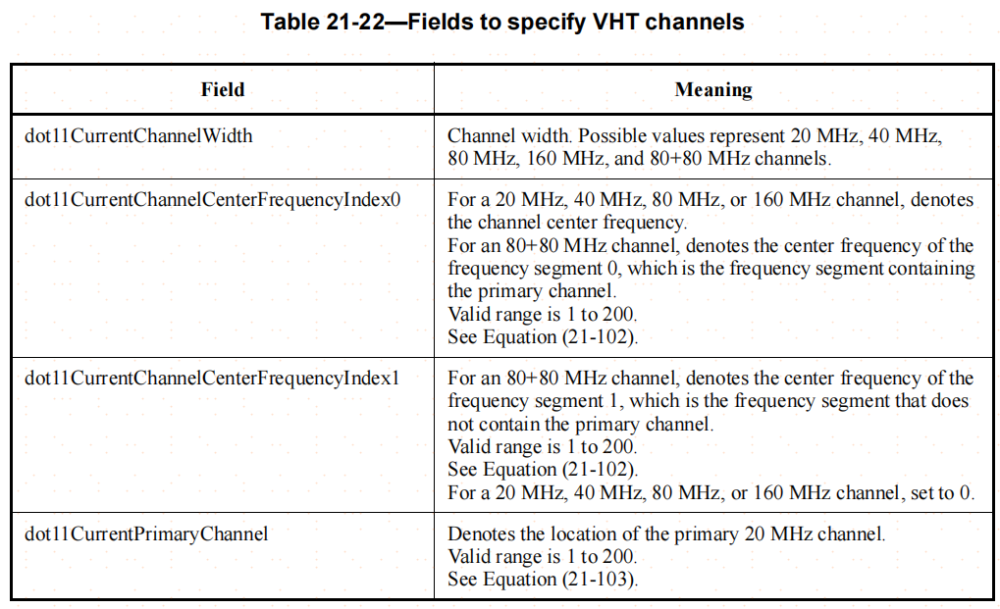 Table 21-22—Fields to specify VHT channels
Field
Meaning
dot11CurrentChannelWidth
Channel width. Possible values represent 20 MHz, 40 MHz,
80 MHz, 160 MHz, and 80+80 MHz channels.
dot11CurrentChannelCenterFrequencyIndex0
For a 20 MHz, 40 MHz, 80 MHz, or 160 MHz channel, denotes
the channel center frequency.
For an 80+80 MHz channel, denotes the center frequency of the
frequency segment 0, which is the frequency segment containing
the primary channel.
Valid range is 1 to 200.
See Equation (21-102).
dot11CurrentChannelCenterFrequencyIndex1
For an 80+80 MHz channel, denotes the center frequency of the
frequency segment 1, which is the frequency segment that does
not contain the primary channel.
Valid range is 1 to 200.
See Equation (21-102).
For a 20 MHz, 40 MHz, 80 MHz, or 160 MHz channel, set to 0.
dot11CurrentPrimaryChannel
Denotes the location of the primary 20 MHz channel.
Valid range is 1 to 200.
See Equation (21-103).